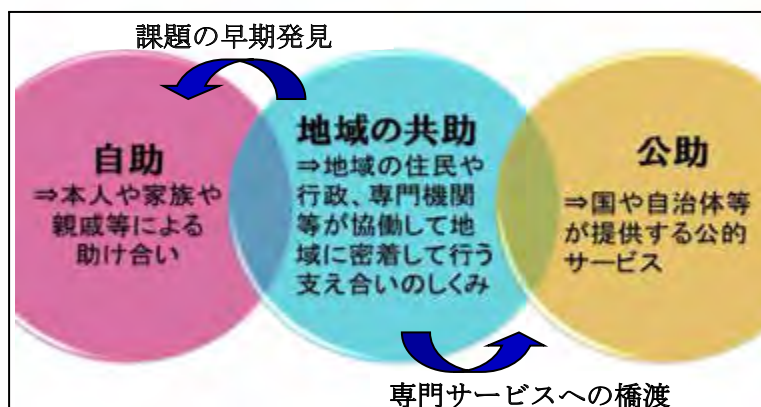 課題の早期発見
自助
⇒本人や家族や
親戚等による
助け合い
地域の共助
⇒地域の住民や
行政、専門機関
等が協働して地
域に密着して行う
支え合いのしくみ
公助
⇒国や自治体等
が提供する公的
サービス
専門サービスへの橋渡